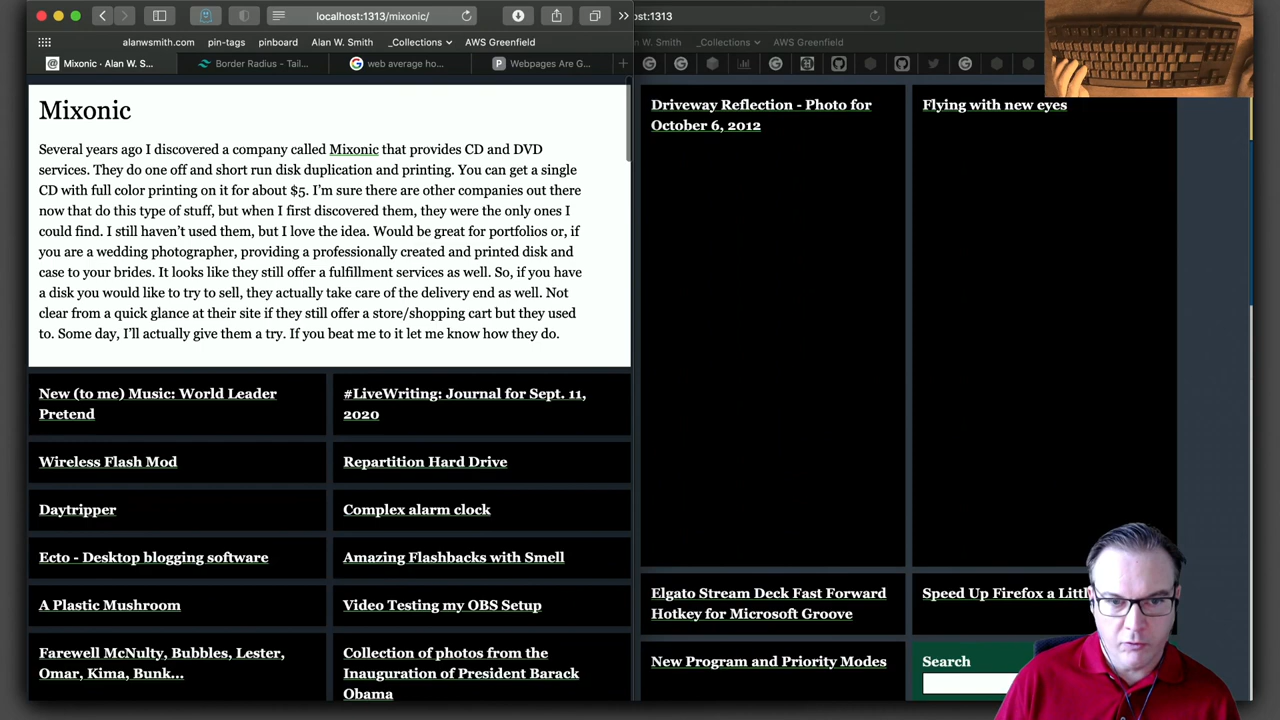 localhost:1313/mixonic/
st:1313
alanwsmith.com
pin-tags
pinboard
Alan W. Smith
_Collections
AWS Greenfield
an W. Smith
_Collections
AWS Greenfield
Mixonic · Alan W. S...
Border Radius - Tail...
web average ho...
Webpages Are G...
Mixonic
Several years ago I discovered a company called Mixonic that provides CD and DVD
services. They do one off and short run disk duplication and printing. You can get a single
CD with full color printing on it for about $5. I'm sure there are other companies out there
now that do this type of stuff, but when I first discovered them, they were the only ones I
could find. I still haven't used them, but I love the idea. Would be great for portfolios or, if
you are a wedding photographer, providing a professionally created and printed disk and
case to your brides. It looks like they still offer a fulfillment services as well. So, if you have
a disk you would like to try to sell, they actually take care of the delivery end as well. Not
clear from a quick glance at their site if they still offer a store/shopping cart but they used
to. Some day, I'll actually give them a try. If you beat me to it let me know how they do.
New (to me) Music: World Leader
Pretend
#LiveWriting: Journal for Sept. 11,
2020
Wireless Flash Mod
Repartition Hard Drive
Daytripper
Complex alarm clock
Ecto - Desktop blogging software
Amazing Flashbacks with Smell
A Plastic Mushroom
Video Testing my OBS Setup
Farewell McNulty, Bubbles, Lester,
Omar, Kima, Bunk...
Collection of photos from the
Inauguration of President Barack
Obama
Driveway Reflection - Photo for
October 6, 2012
Flying with new eyes
Elgato Stream Deck Fast Forward
Hotkey for Microsoft Groove
Speed Up Firefox a Littl
New Program and Priority Modes
Search